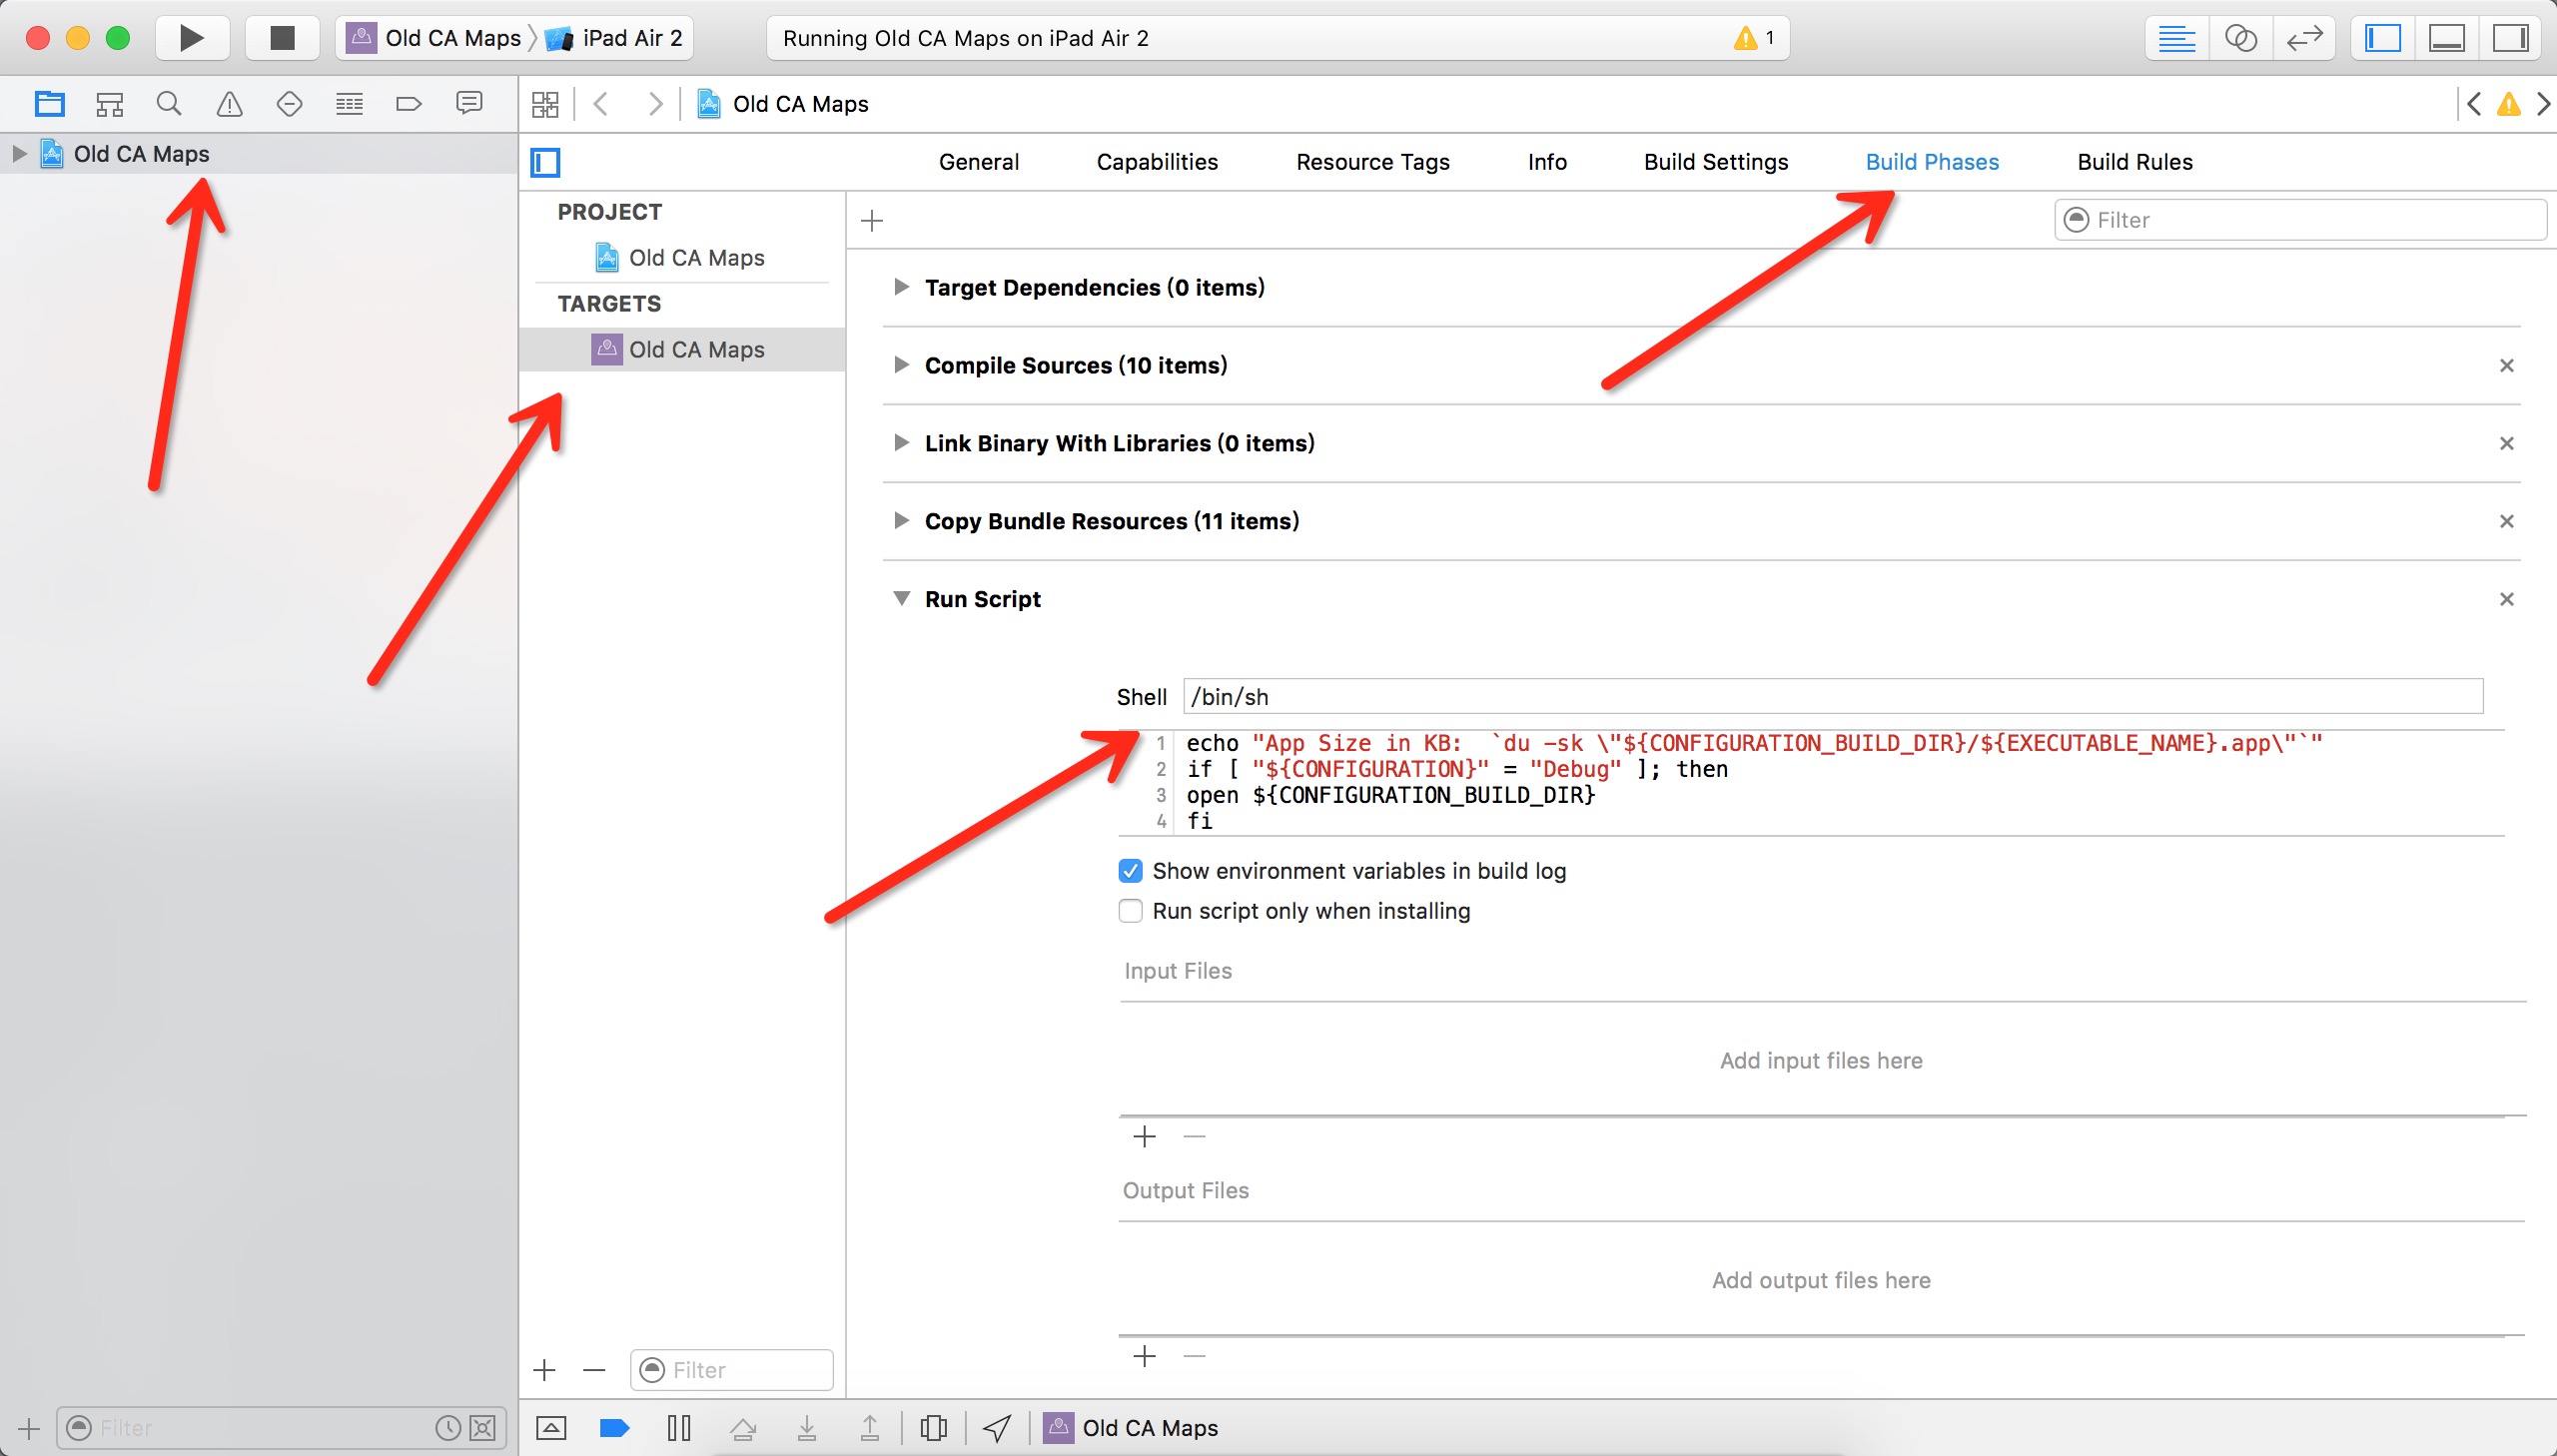 Old CA Maps iPad Air 2
Running Old CA Maps on iPad Air 2
1
Old CA Maps
Old CA Maps
General Capabilities Resource Tags Info Build Settings Build Phases Build Rules
PROJECT
Old CA Maps
TARGETS
Old CA Maps
Filter
Target Dependencies (0 items)
Compile Sources (10 items)
Link Binary With Libraries (0 items)
Copy Bundle Resources (11 items)
Run Script
Shell /bin/sh
1 echo "App Size in KB:  `du -sk \"${CONFIGURATION_BUILD_DIR}/${EXECUTABLE_NAME}.app\"`"
2 if [ "${CONFIGURATION}" = "Debug" ]; then
3 open ${CONFIGURATION_BUILD_DIR}
4 fi
Show environment variables in build log
Run script only when installing
Input Files
Add input files here
Output Files
Add output files here
Filter
Filter
Old CA Maps